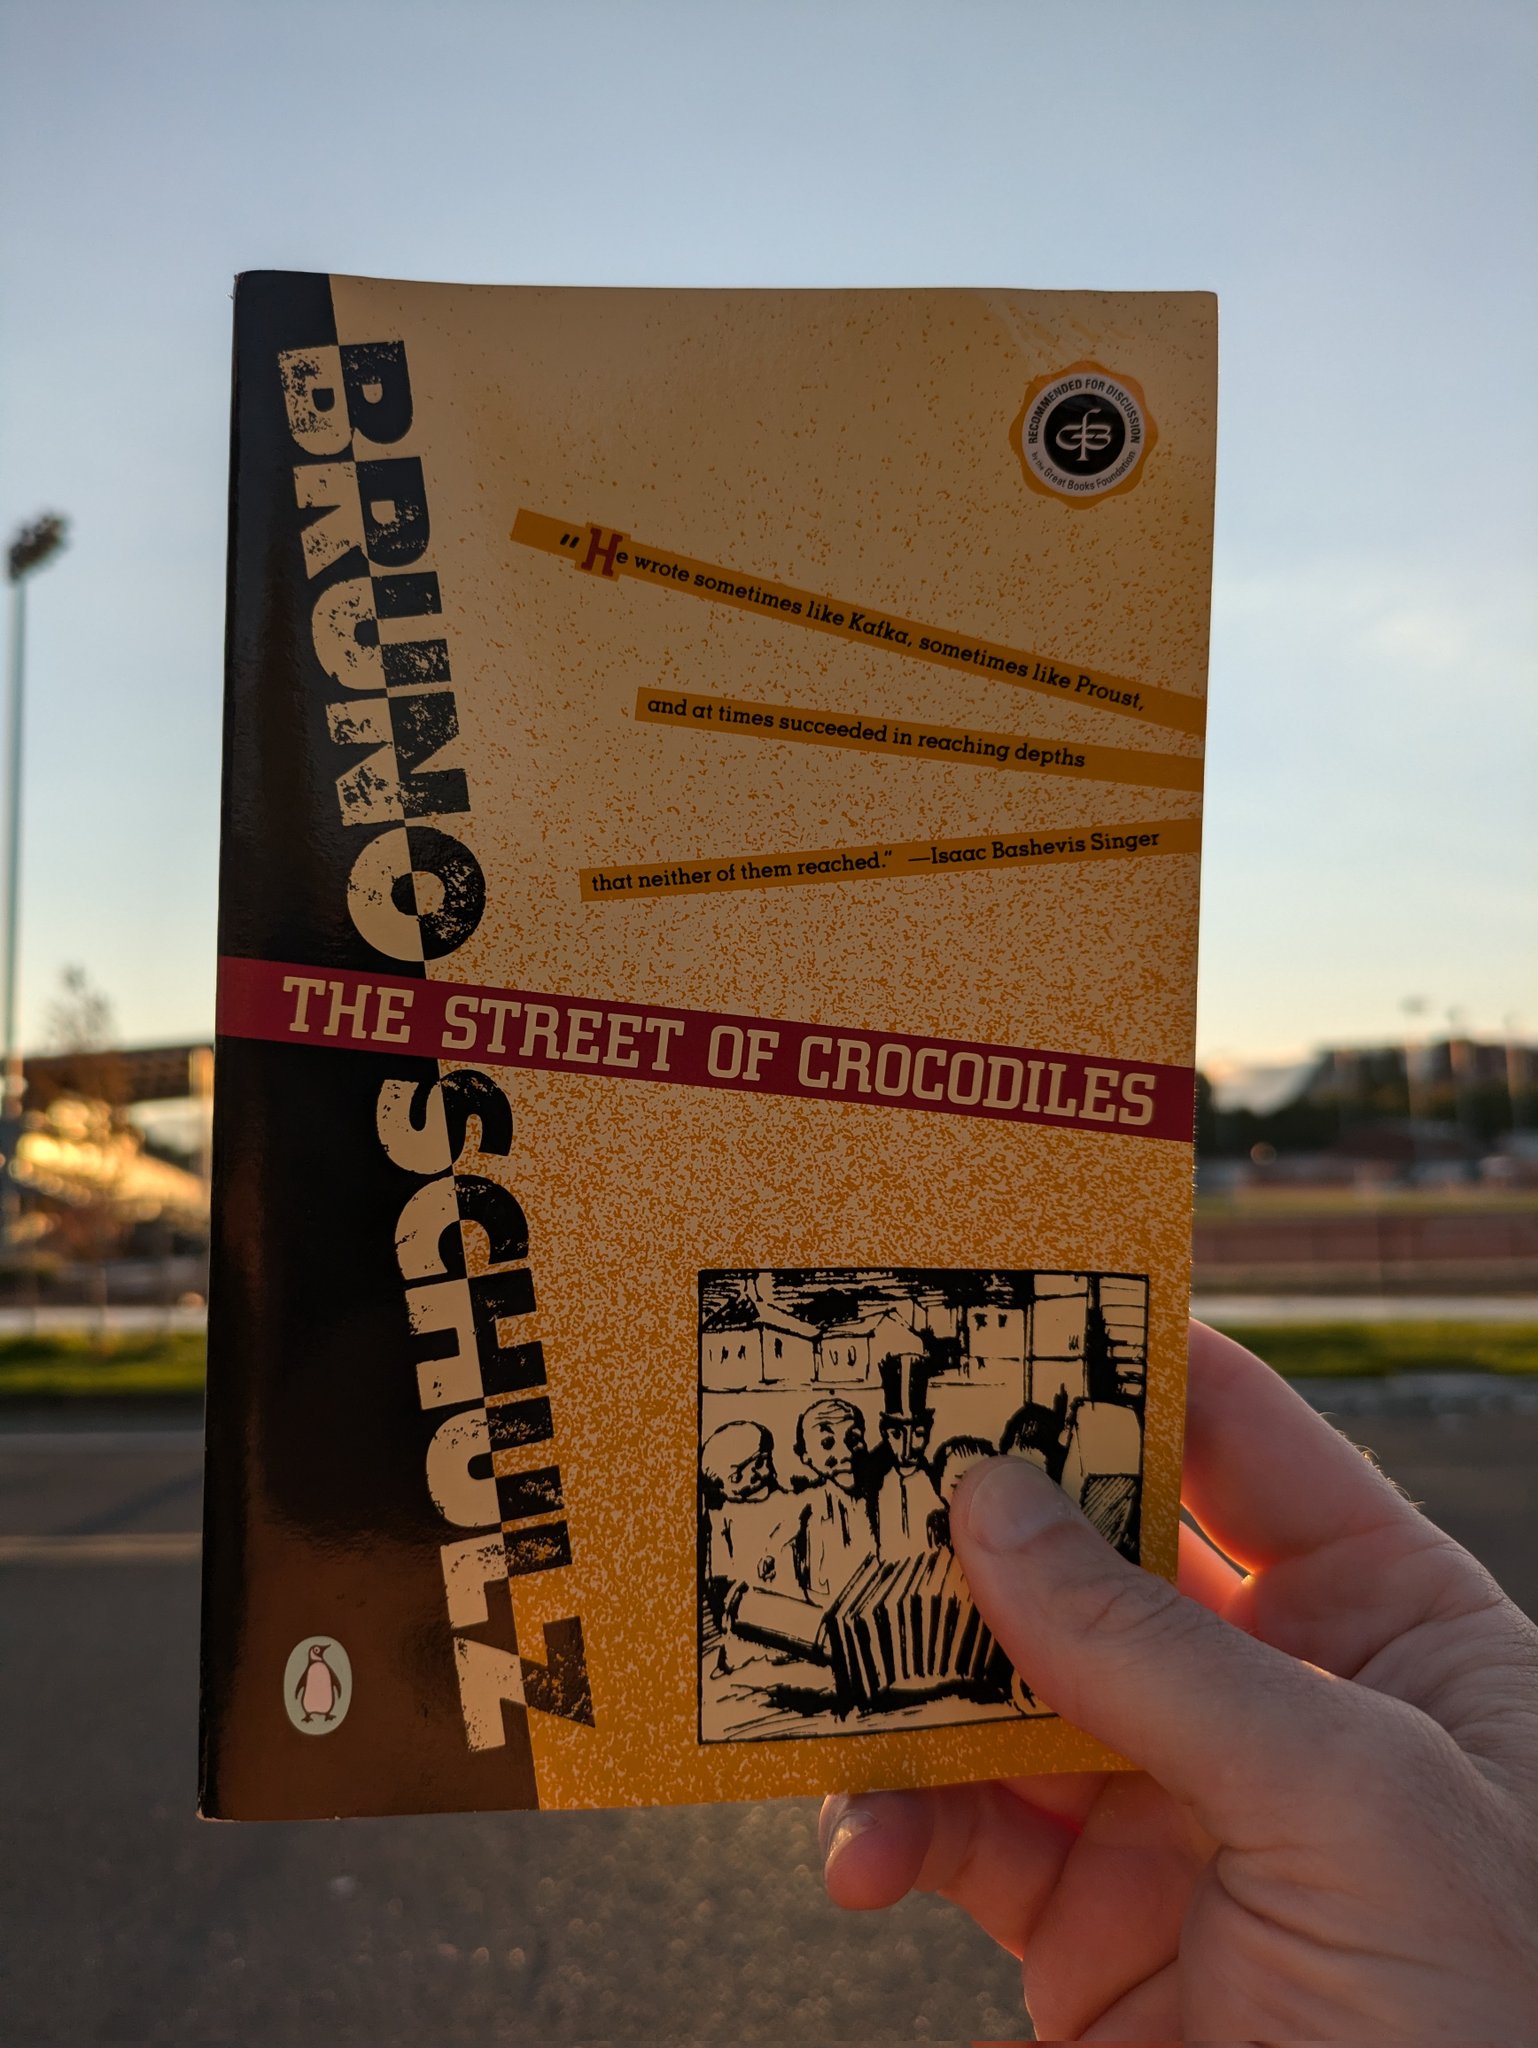 BRUNO SCHULZ
RECOMMENDED FOR DISCUSSION
by the Great Books Foundation
"He wrote sometimes like Kafka, sometimes like Proust,
and at times succeeded in reaching depths
that neither of them reached." —Isaac Bashevis Singer
THE STREET OF CROCODILES